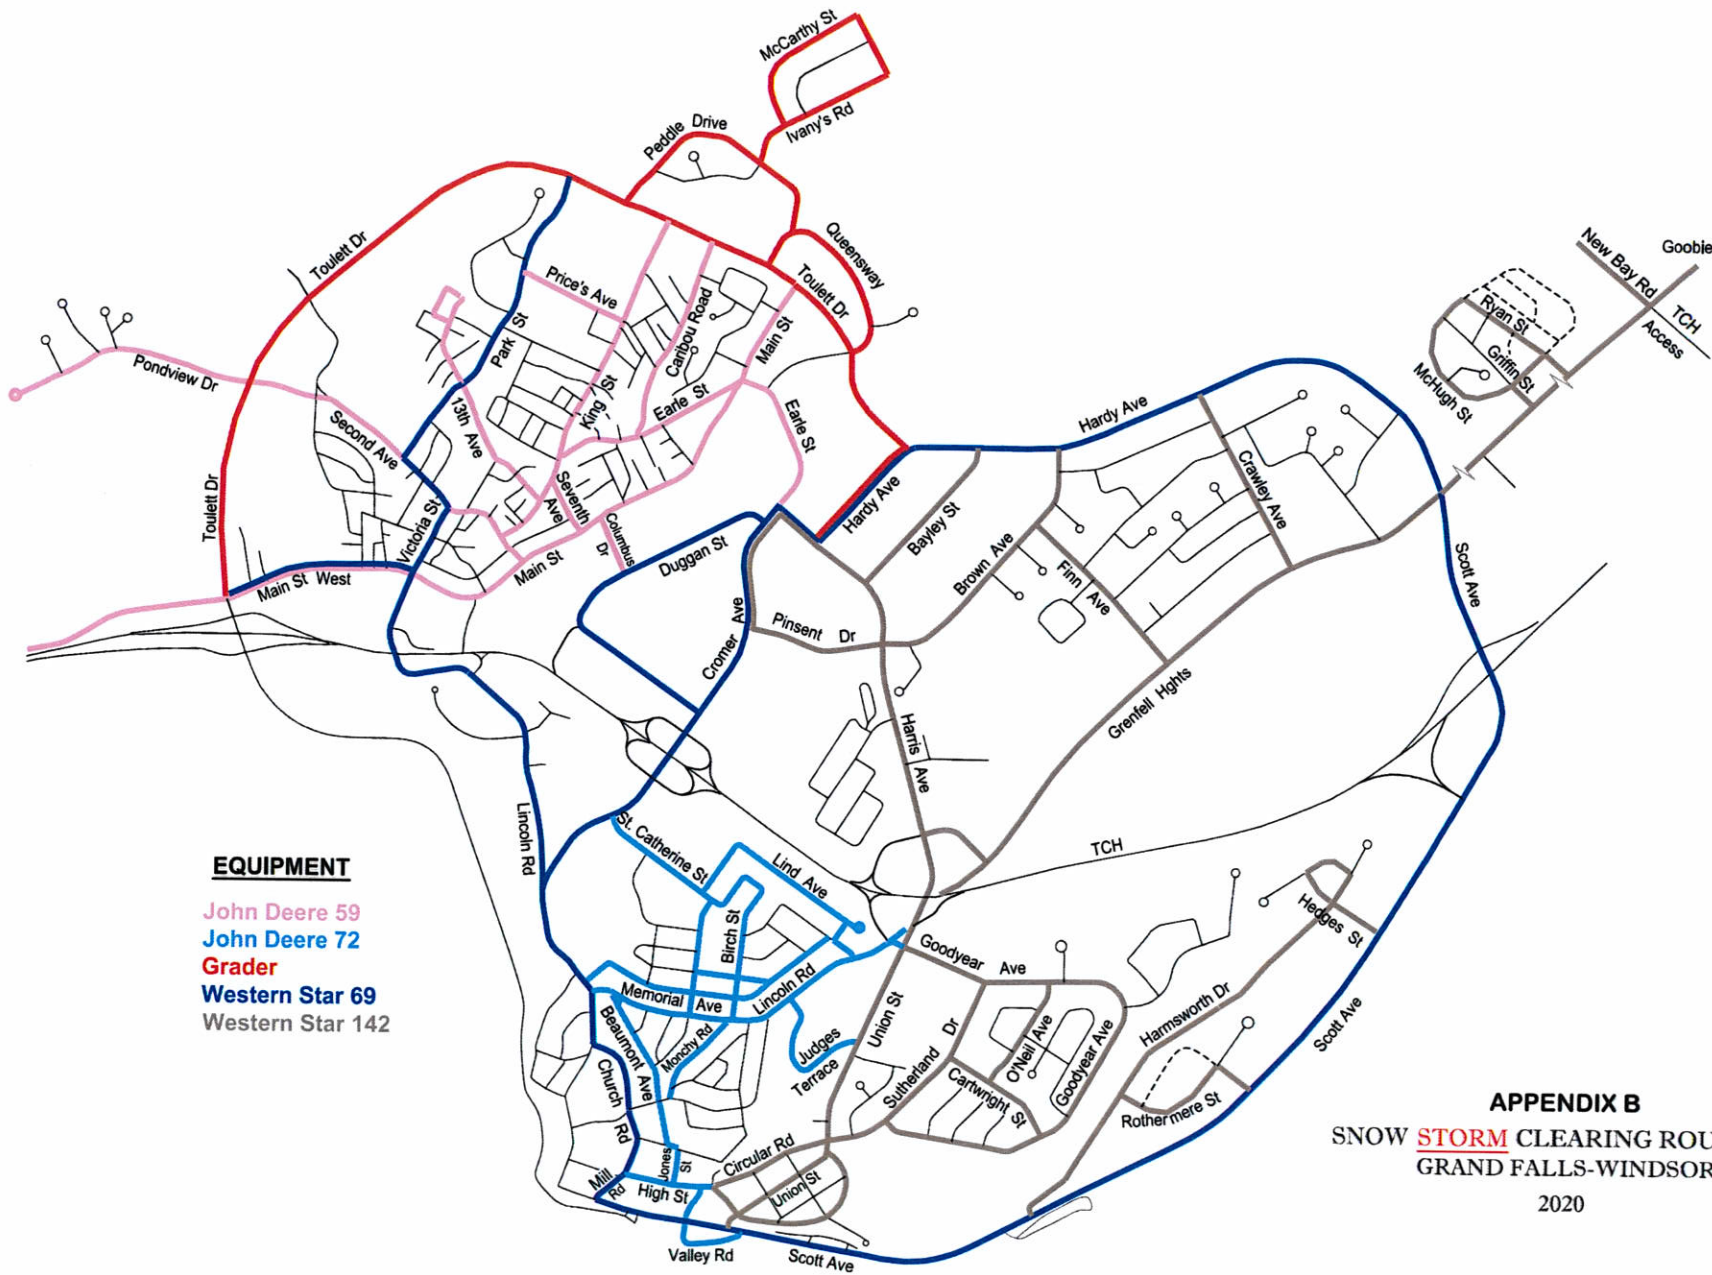 McCarthy St
Ivany's Rd
Peddle Drive
Queensway
Toulett Dr
Toulett Dr
New Bay Rd
Goobie
TCH
Access
Ryan St
Griffin St
McHugh St
Price's Ave
Caribou Road
Main St
Park St
Pondview Dr
King St
Earle St
Earle St
13th Ave
Second Ave
Hardy Ave
Crawley Ave
Toulett Dr
Seventh
Ave
Columbus
Dr
Hardy Ave
Bayley St
Victoria St
Main St
Duggan St
Brown Ave
Finn Ave
Scott Ave
Main St West
Cromer Ave
Pinsent Dr
Grenfell Hghts
Harris Ave
Lincoln Rd
St. Catherine St
Lind Ave
TCH
EQUIPMENT
John Deere 59
John Deere 72
Grader
Western Star 69
Western Star 142
Birch St
Hedges St
Goodyear Ave
Lincoln Rd
Memorial Ave
Union St
Beaumont Ave
Monchy Rd
Judges
Terrace
Sutherland Dr
O'Neil Ave
Goodyear Ave
Harmsworth Dr
Scott Ave
Cartwright St
Rothermere St
Church Rd
Circular Rd
Jones
St
Mill
Rd
High St
Union St
Valley Rd
Scott Ave
APPENDIX B
SNOW STORM CLEARING ROU
GRAND FALLS-WINDSOR
2020